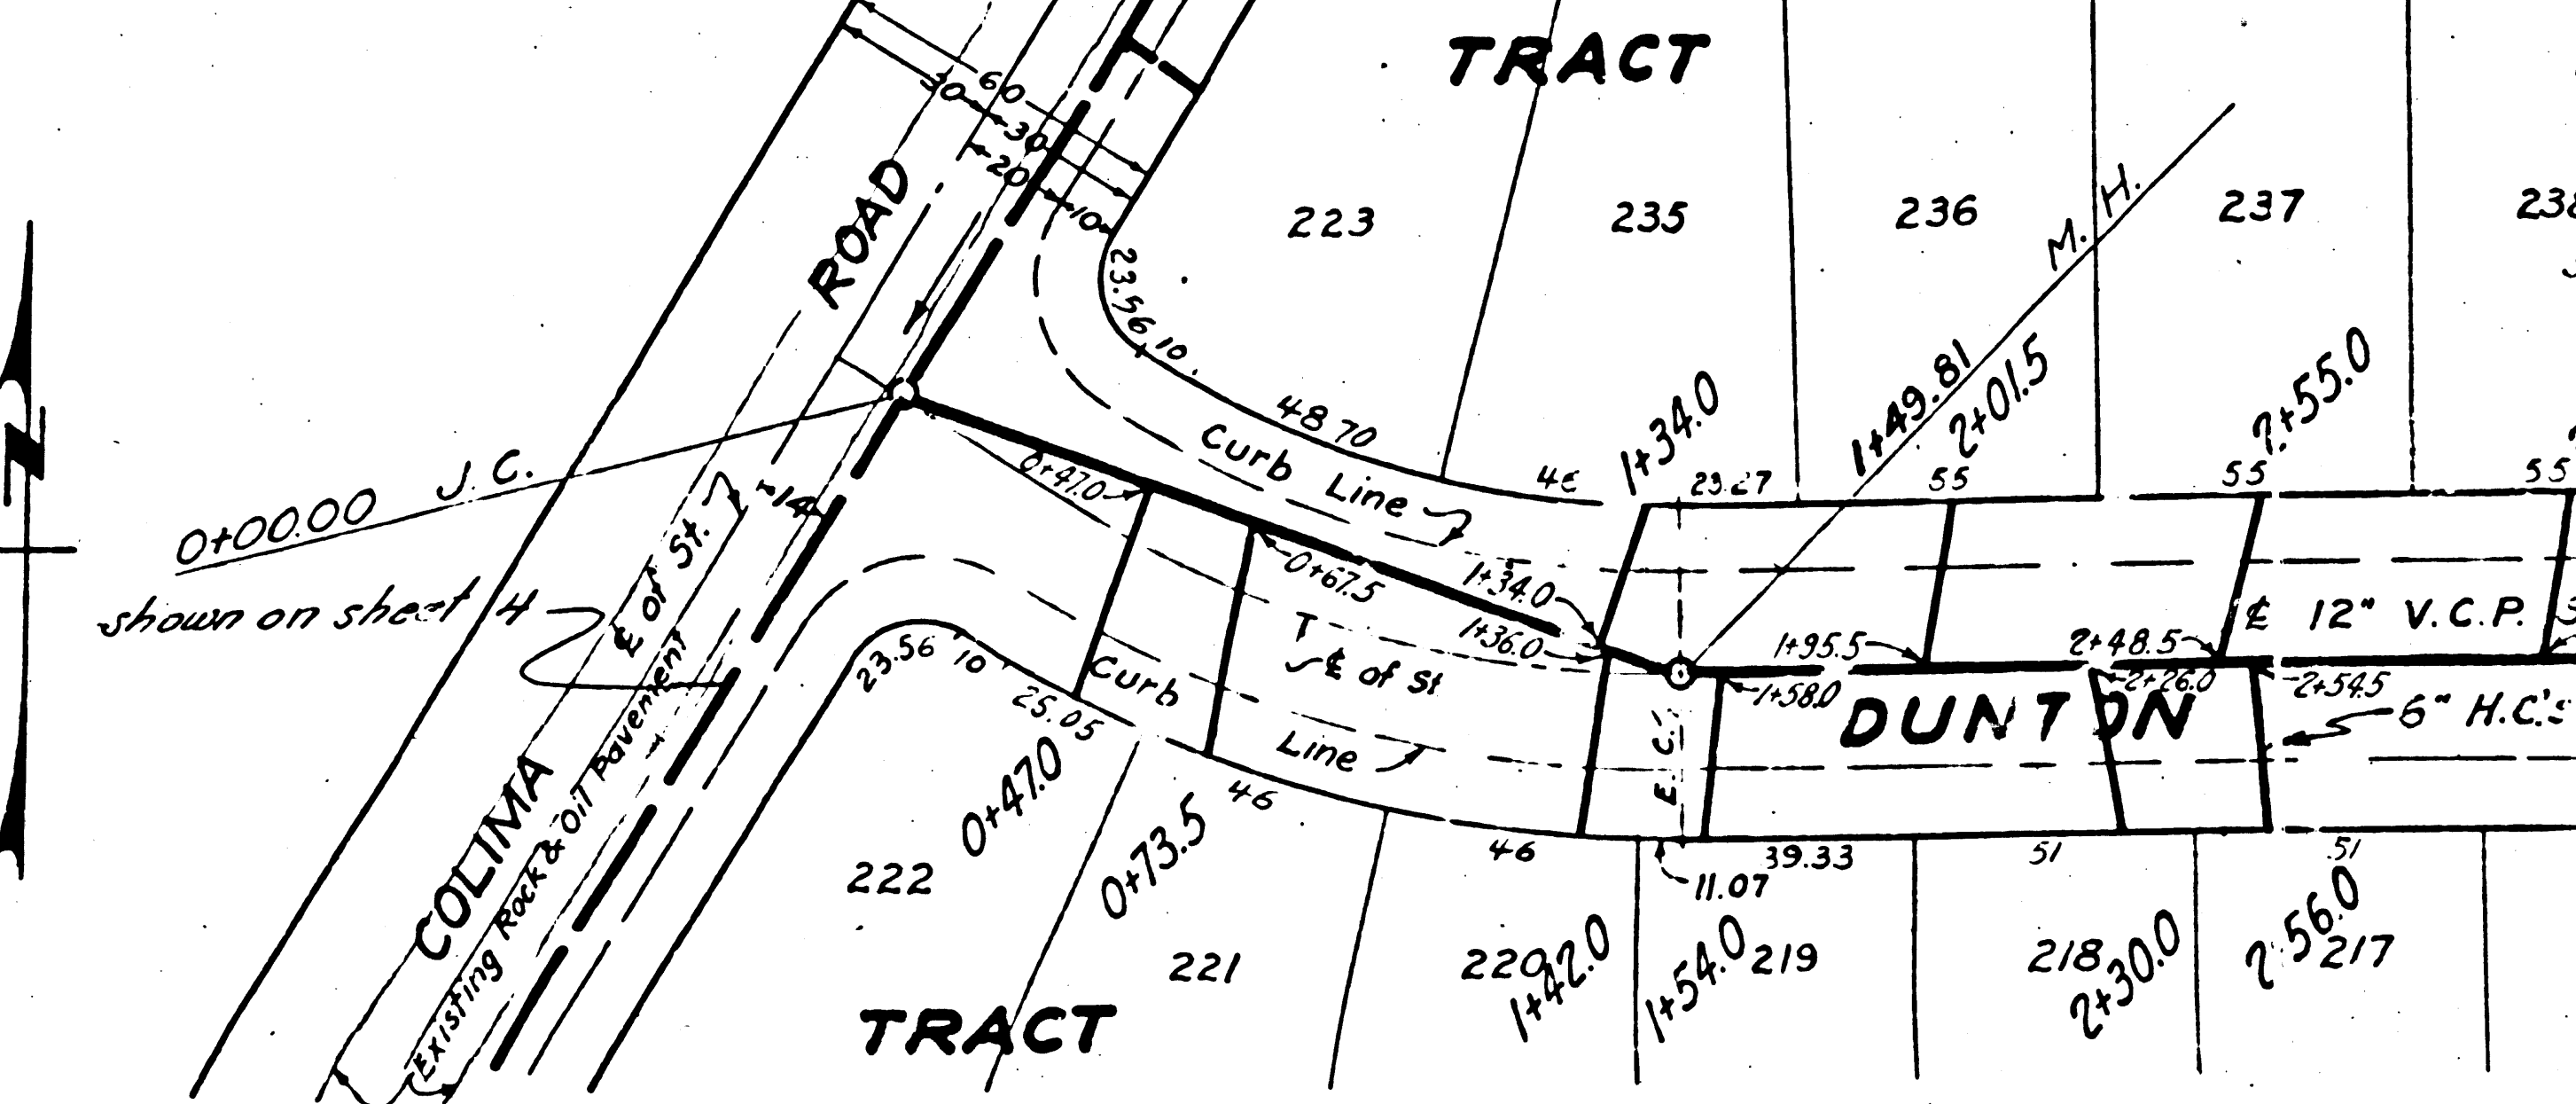 TRACT
60
30
30
20
10
ROAD
23.56
10
223
235
236
237
M. H.
48.70
Curb Line
1+34.0
1+49.81
2+01.5
2+55.0
23.27
55
55
55
0+00.00 J.C.
shown on sheet 4
14
℄ of St.
0+47.0
0+67.5
1+34.0
1+36.0
1+95.5
2+48.5
℄ 12" V.C.P.
T
℄ of St
1+58.0
2+26.0
2+54.5
DUNTON
6" H.C.'s
E.C.
Curb
Line
23.56
10
25.05
46
46
11.07
39.33
51
51
COLIMA
Existing Rock & Oil Pavement
0+47.0
0+73.5
1+42.0
1+54.0
2+30.0
2+56.0
222
221
220
219
218
217
TRACT
N